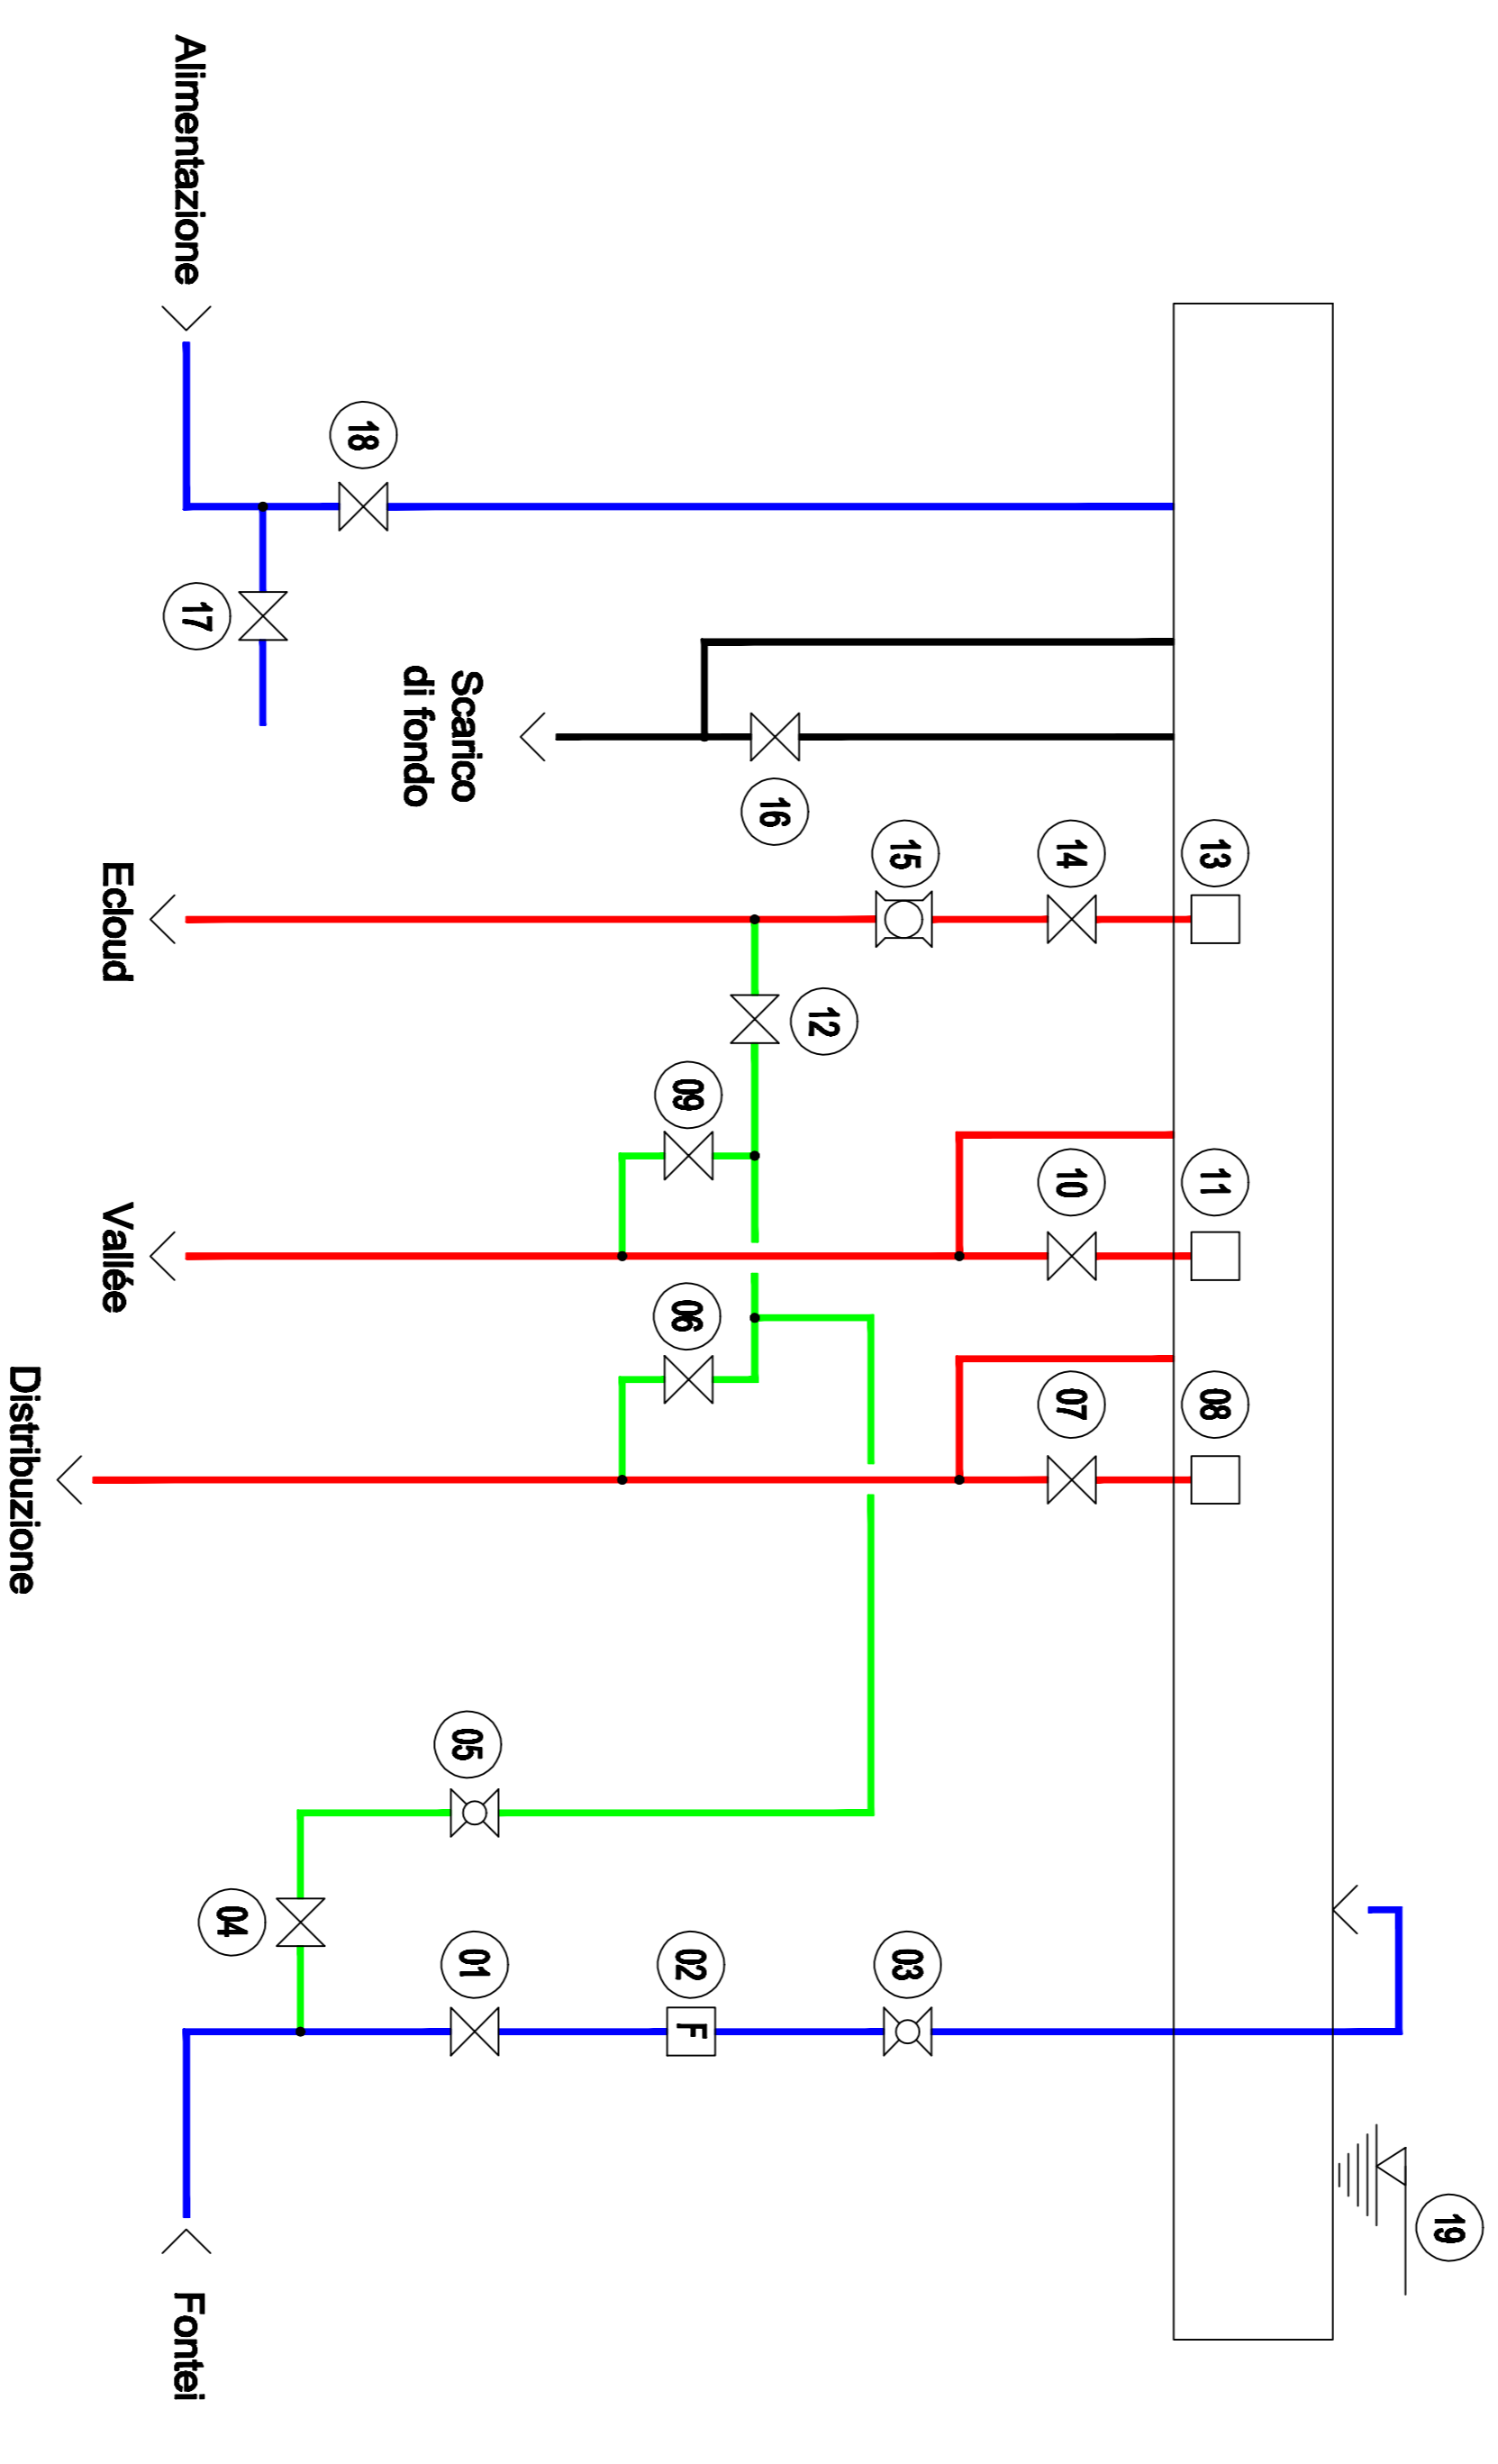 19
13
11
08
14
10
07
15
03
12
16
09
06
02
Scarico
di fondo
05
01
18
04
17
Alimentazione
Fontei
Ecloud
Vallée
Distribuzione
F